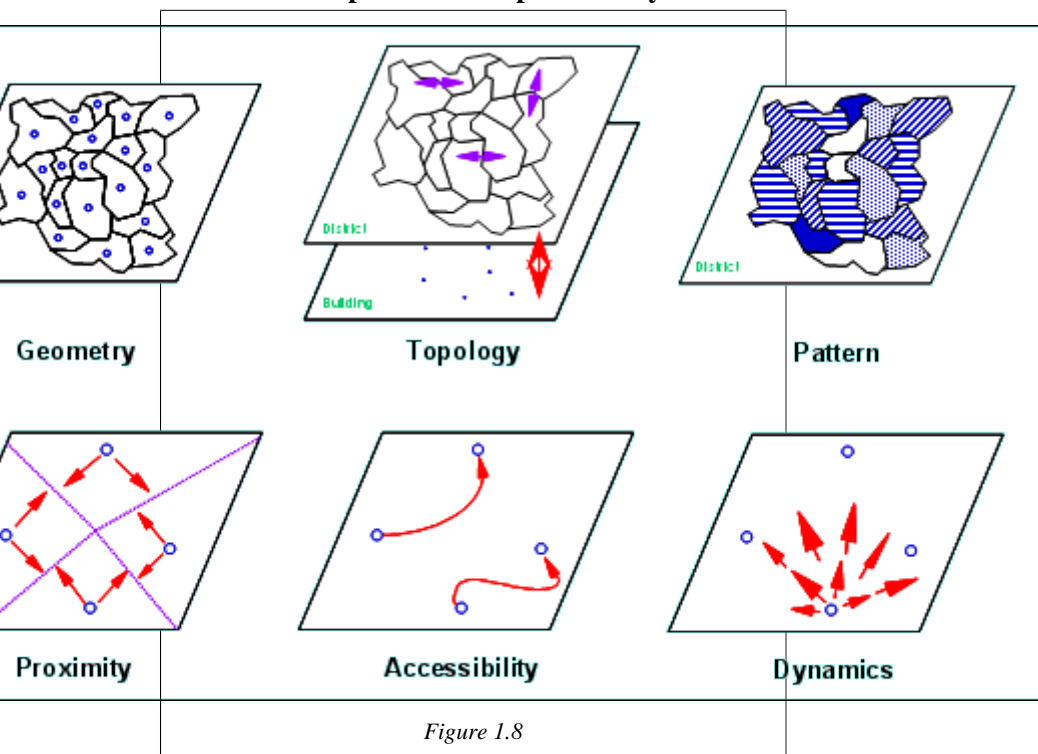 District
District
Building
Geometry
Topology
Pattern
Proximity
Accessibility
Dynamics
Figure 1.8